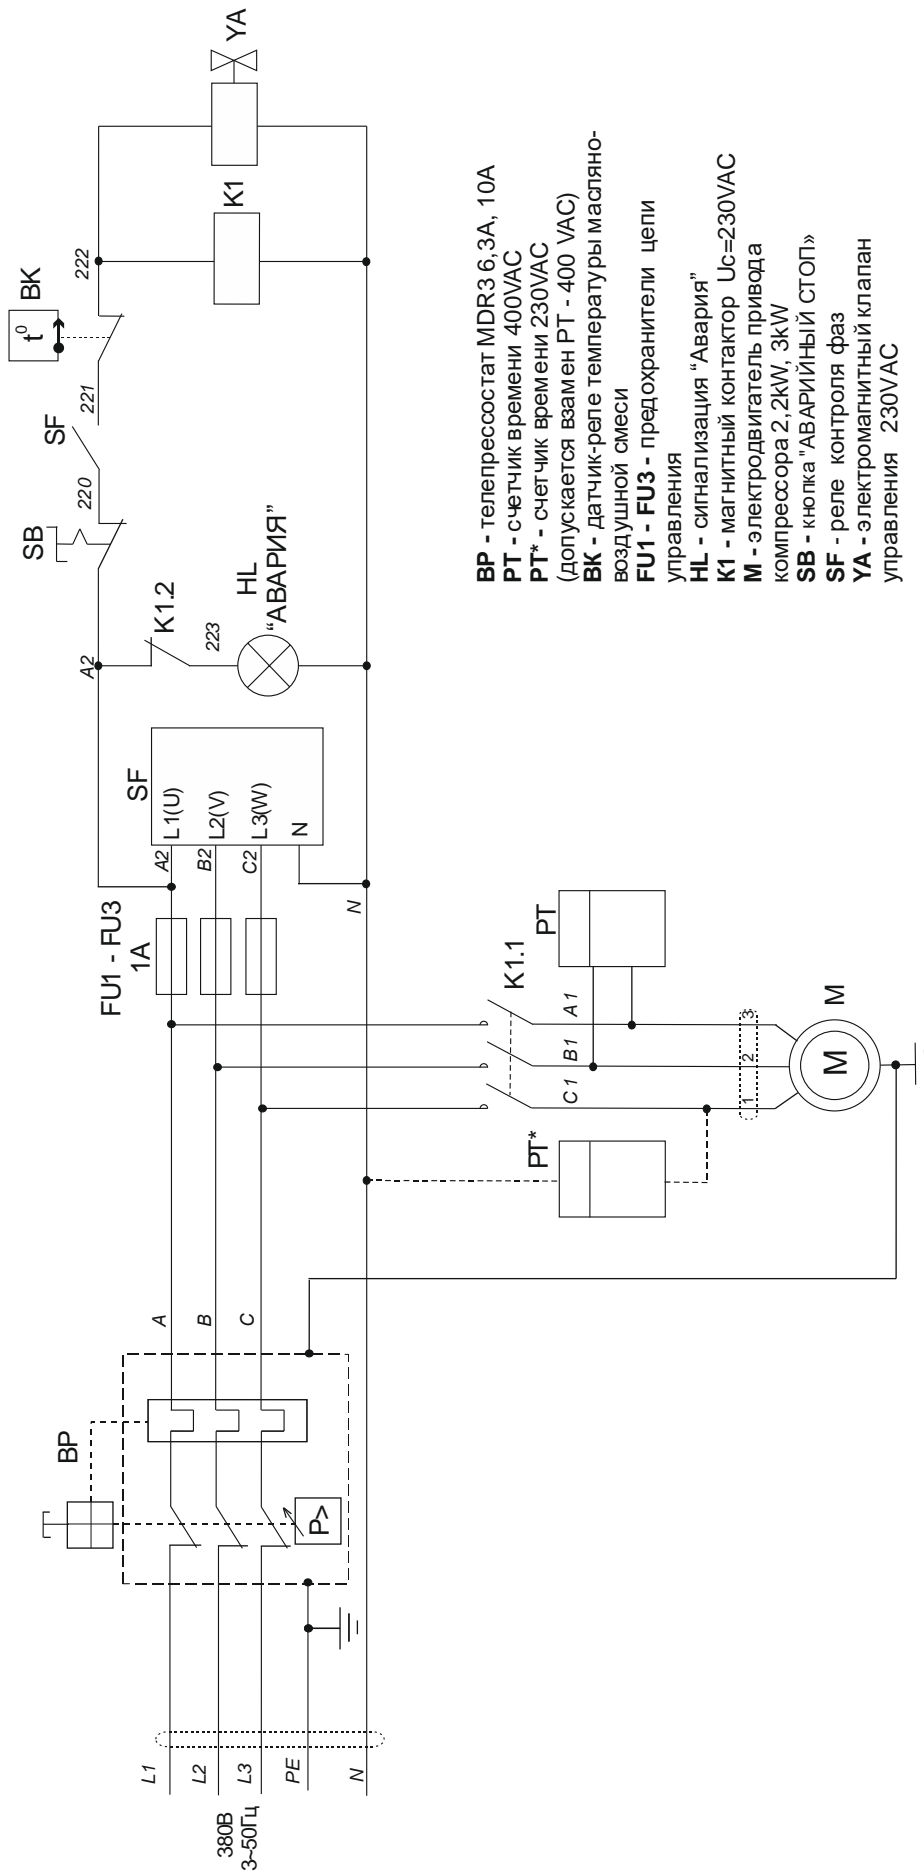 380В
3~50Гц
L1
L2
L3
PE
N
BP
P>
A
B
C
FU1 - FU3
1A
A2
B2
C2
N
SF
L1(U)
L2(V)
L3(W)
N
A2
K1.2
223
HL
“АВАРИЯ”
SB
220
SF
221
BK
t⁰
222
K1
YA
PT*
K1.1
C1
B1
A1
PT
1
2
3
M
M
BP - телепрессостат MDR3 6,3A, 10A
PT - счетчик времени 400VAC
PT* - счетчик времени 230VAC
(допускается взамен PT - 400 VAC)
BK - датчик-реле температуры масляно-
воздушной смеси
FU1 - FU3 - предохранители цепи
управления
HL - сигнализация “Авария”
K1 - магнитный контактор Uc=230VAC
M - электродвигатель привода
компрессора 2,2kW, 3kW
SB - кнопка "АВАРИЙНЫЙ СТОП»
SF - реле контроля фаз
YA - электромагнитный клапан
управления 230VAC